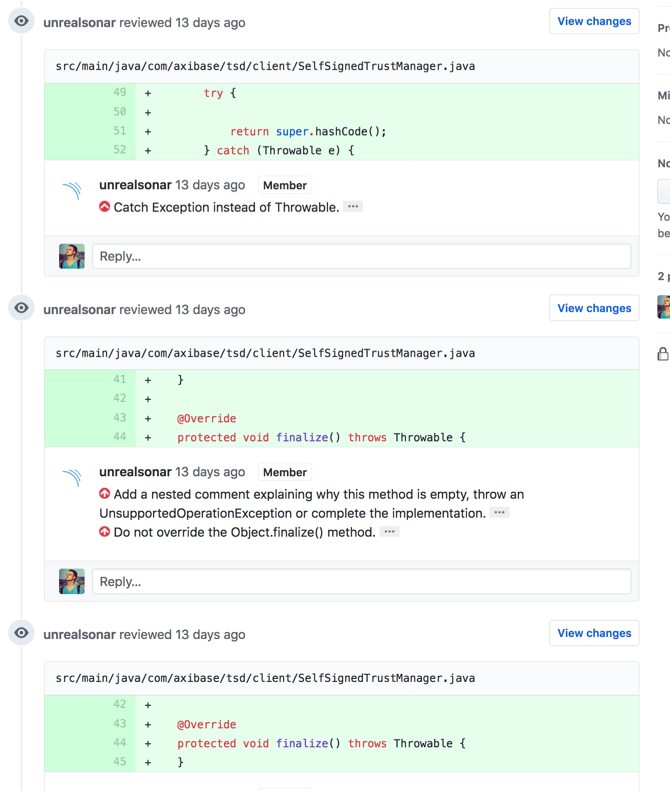 unrealsonar reviewed 13 days ago
View changes
src/main/java/com/axibase/tsd/client/SelfSignedTrustManager.java
49 + try {
50 +
51 + return super.hashCode();
52 + } catch (Throwable e) {
unrealsonar 13 days ago Member
Catch Exception instead of Throwable. ...
Reply...
unrealsonar reviewed 13 days ago
View changes
src/main/java/com/axibase/tsd/client/SelfSignedTrustManager.java
41 + }
42 +
43 + @Override
44 + protected void finalize() throws Throwable {
unrealsonar 13 days ago Member
Add a nested comment explaining why this method is empty, throw an
UnsupportedOperationException or complete the implementation. ...
Do not override the Object.finalize() method. ...
Reply...
unrealsonar reviewed 13 days ago
View changes
src/main/java/com/axibase/tsd/client/SelfSignedTrustManager.java
42 +
43 + @Override
44 + protected void finalize() throws Throwable {
45 + }
Mi
Yo
be
2